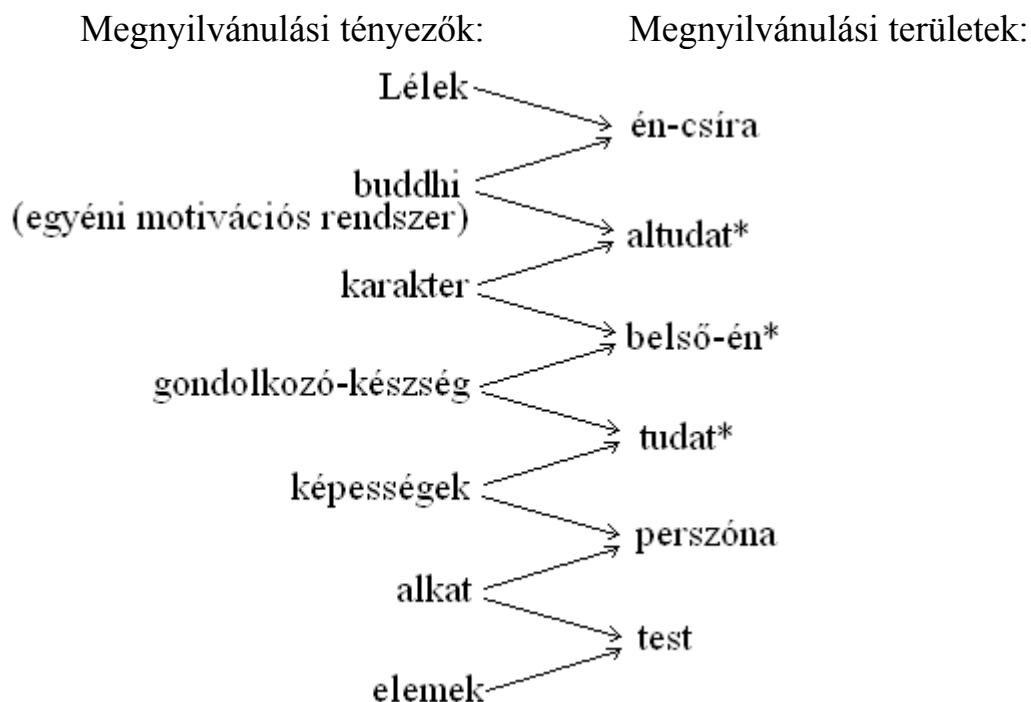 Megnyilvánulási tényezők: Megnyilvánulási területek:
Lélek
én-csíra
buddhi
(egyéni motivációs rendszer)
altudat*
karakter
belső-én*
gondolkozó-készség
tudat*
képességek
perszóna
alkat
test
elemek